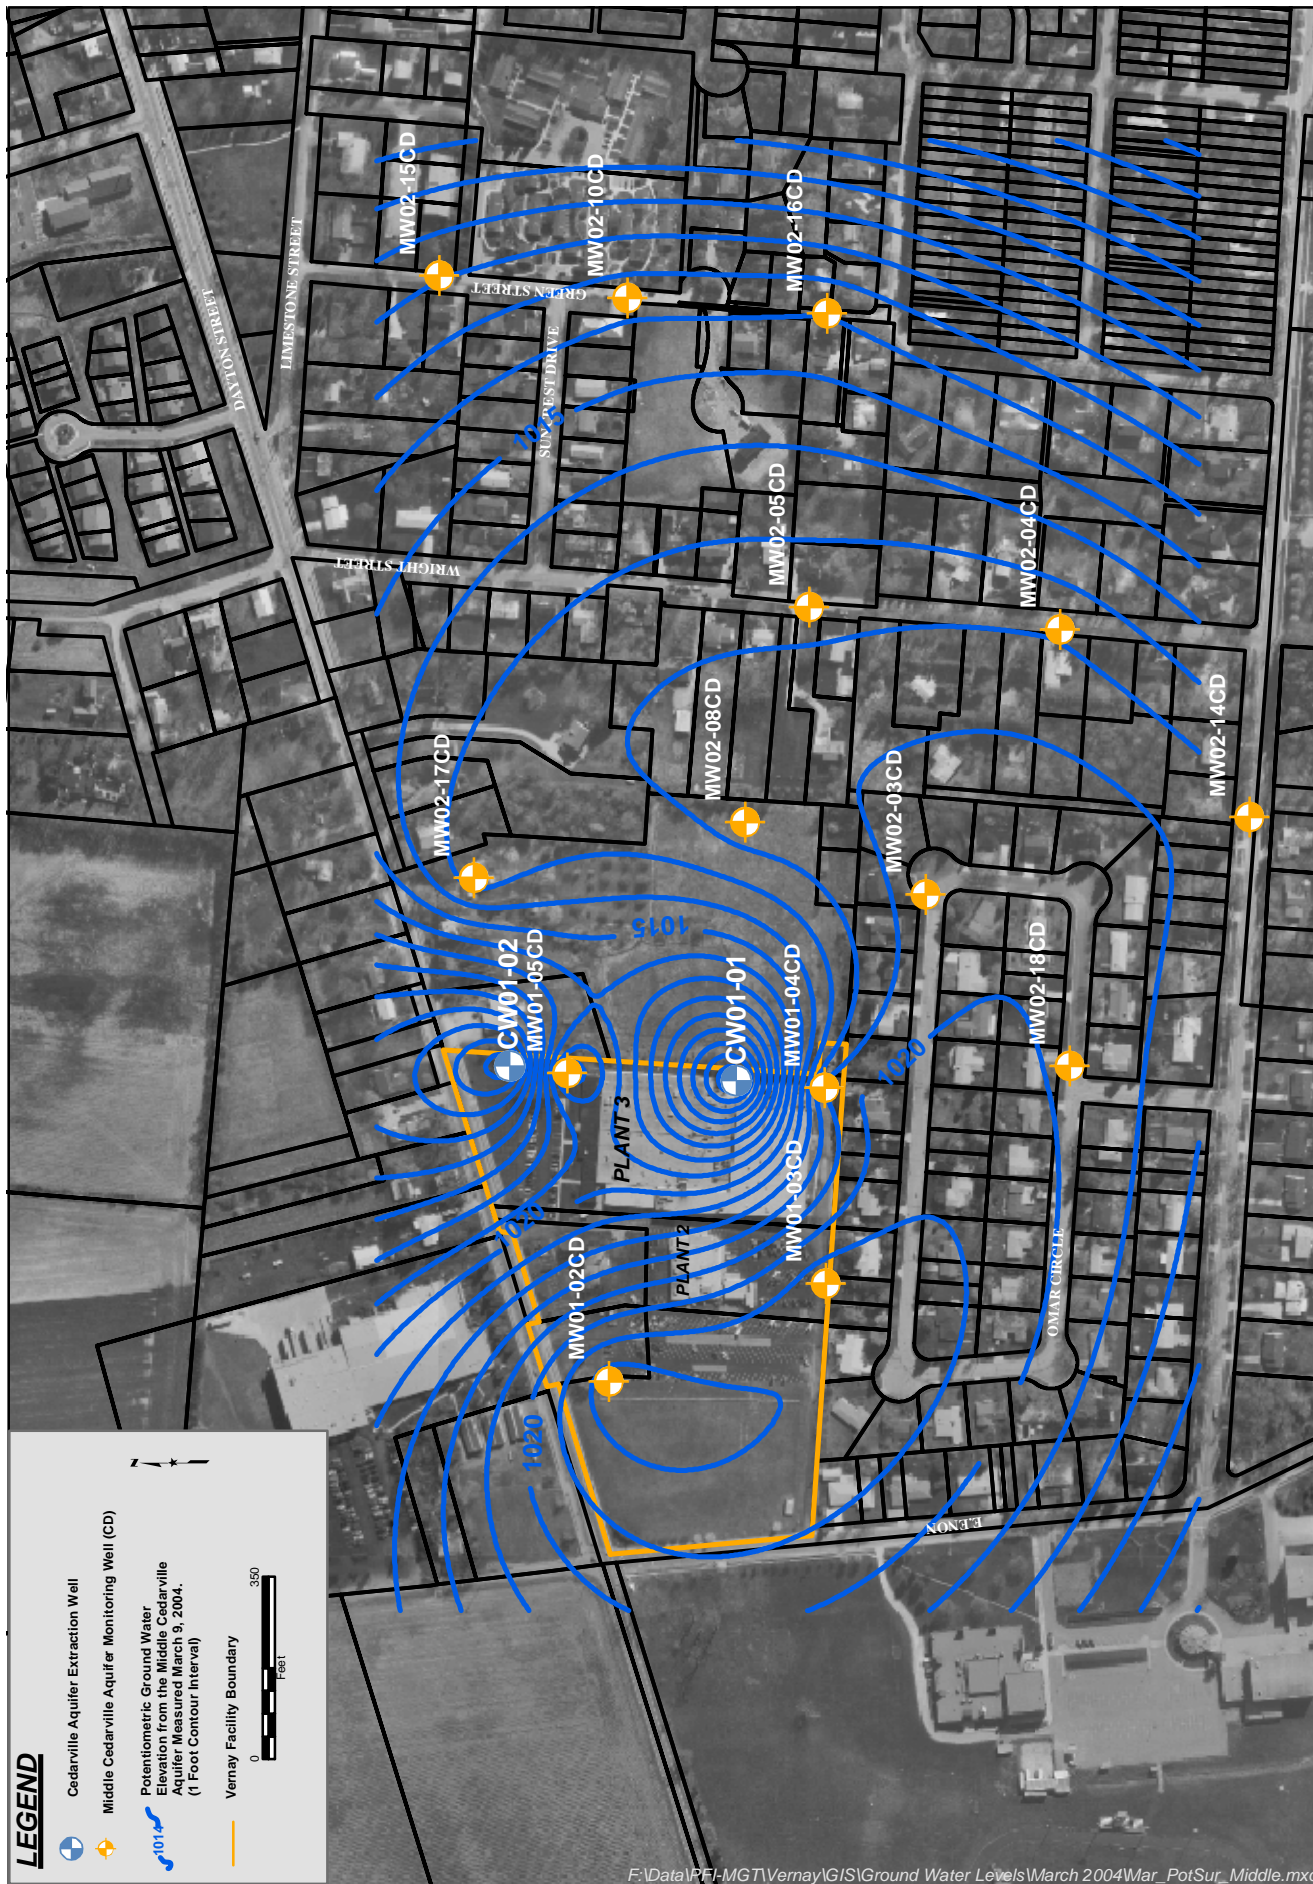 LEGEND
Cedarville Aquifer Extraction Well
Middle Cedarville Aquifer Monitoring Well (CD)
1014
Potentiometric Ground Water
Elevation from the Middle Cedarville
Aquifer Measured March 9, 2004.
(1 Foot Contour Interval)
Vernay Facility Boundary
0
350
Feet
N
DAYTON STREET
LIMESTONE STREET
MW02-15CD
GREEN STREET
MW02-10CD
MW02-16CD
SUNCREST DRIVE
1015
WRIGHT STREET
MW02-05CD
MW02-04CD
MW02-17CD
MW02-08CD
MW02-03CD
MW02-14CD
1015
CW01-02
MW01-05CD
CW01-01
MW01-04CD
MW02-18CD
1020
PLANT 3
MW01-03CD
1020
PLANT 2
MW01-02CD
OMAR CIRCLE
1020
E.ENON
F:\Data\PFI-MGT\Vernay\GIS\Ground Water Levels\March 2004\Mar_PotSur_Middle.mxd